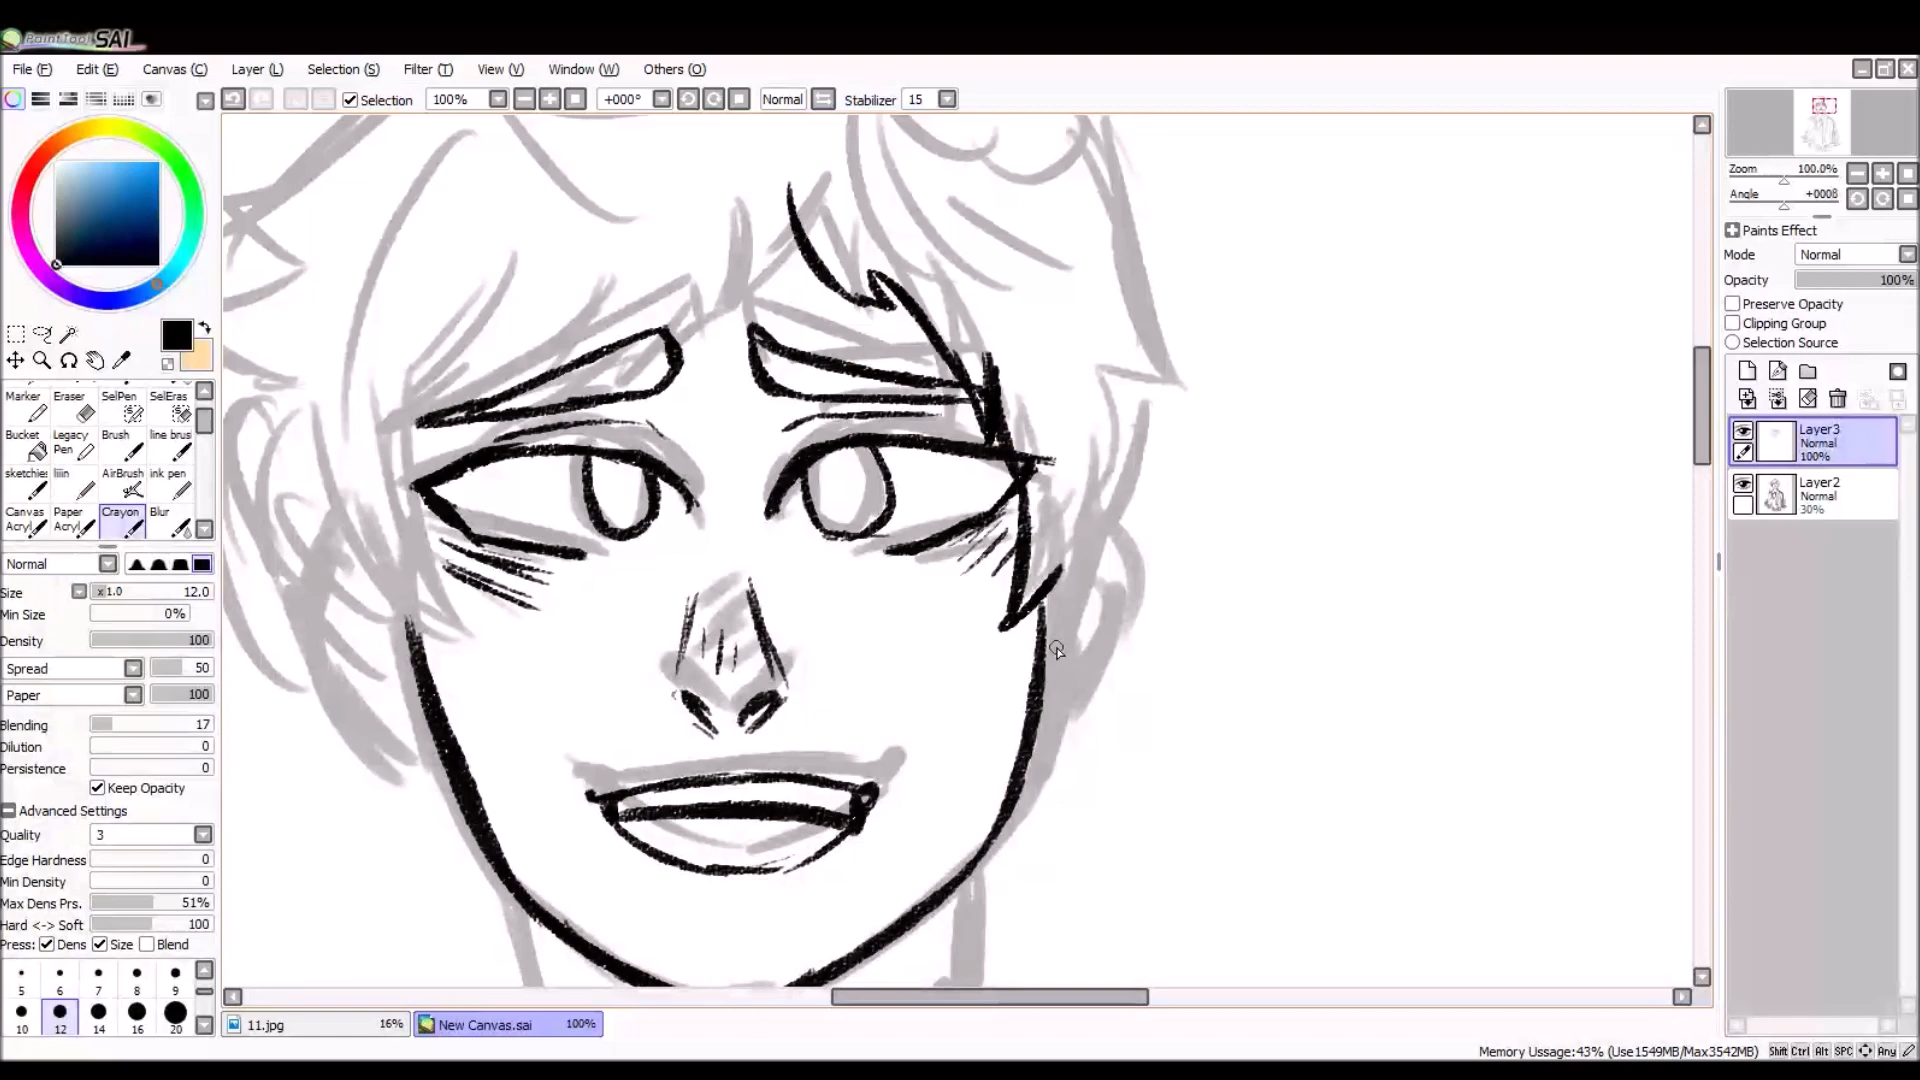 PaintTool SAI
File (F) Edit (E) Canvas (C) Layer (L) Selection (S) Filter (T) View (V) Window (W) Others (O)
Selection 100% +000° Normal Stabilizer 15
Zoom 100.0%
Angle +0008
Paints Effect
Mode Normal
Opacity 100%
Preserve Opacity
Clipping Group
Selection Source
Layer3
Normal
100%
Layer2
Normal
30%
Marker Eraser SelPen SelEras
Bucket Legacy Pen Brush line brus
sketchies liiin AirBrush ink pen
Canvas Acryl Paper Acryl Crayon Blur
Normal
Size x1.0 12.0
Min Size 0%
Density 100
Spread 50
Paper 100
Blending 17
Dilution 0
Persistence 0
Keep Opacity
Advanced Settings
Quality 3
Edge Hardness 0
Min Density 0
Max Dens Prs. 51%
Hard <-> Soft 100
Press: Dens Size Blend
5 6 7 8 9
10 12 14 16 20
11.jpg 16% New Canvas.sai 100%
Memory Ussage:43% (Use1549MB/Max3542MB) Shift Ctrl Alt SPC Any